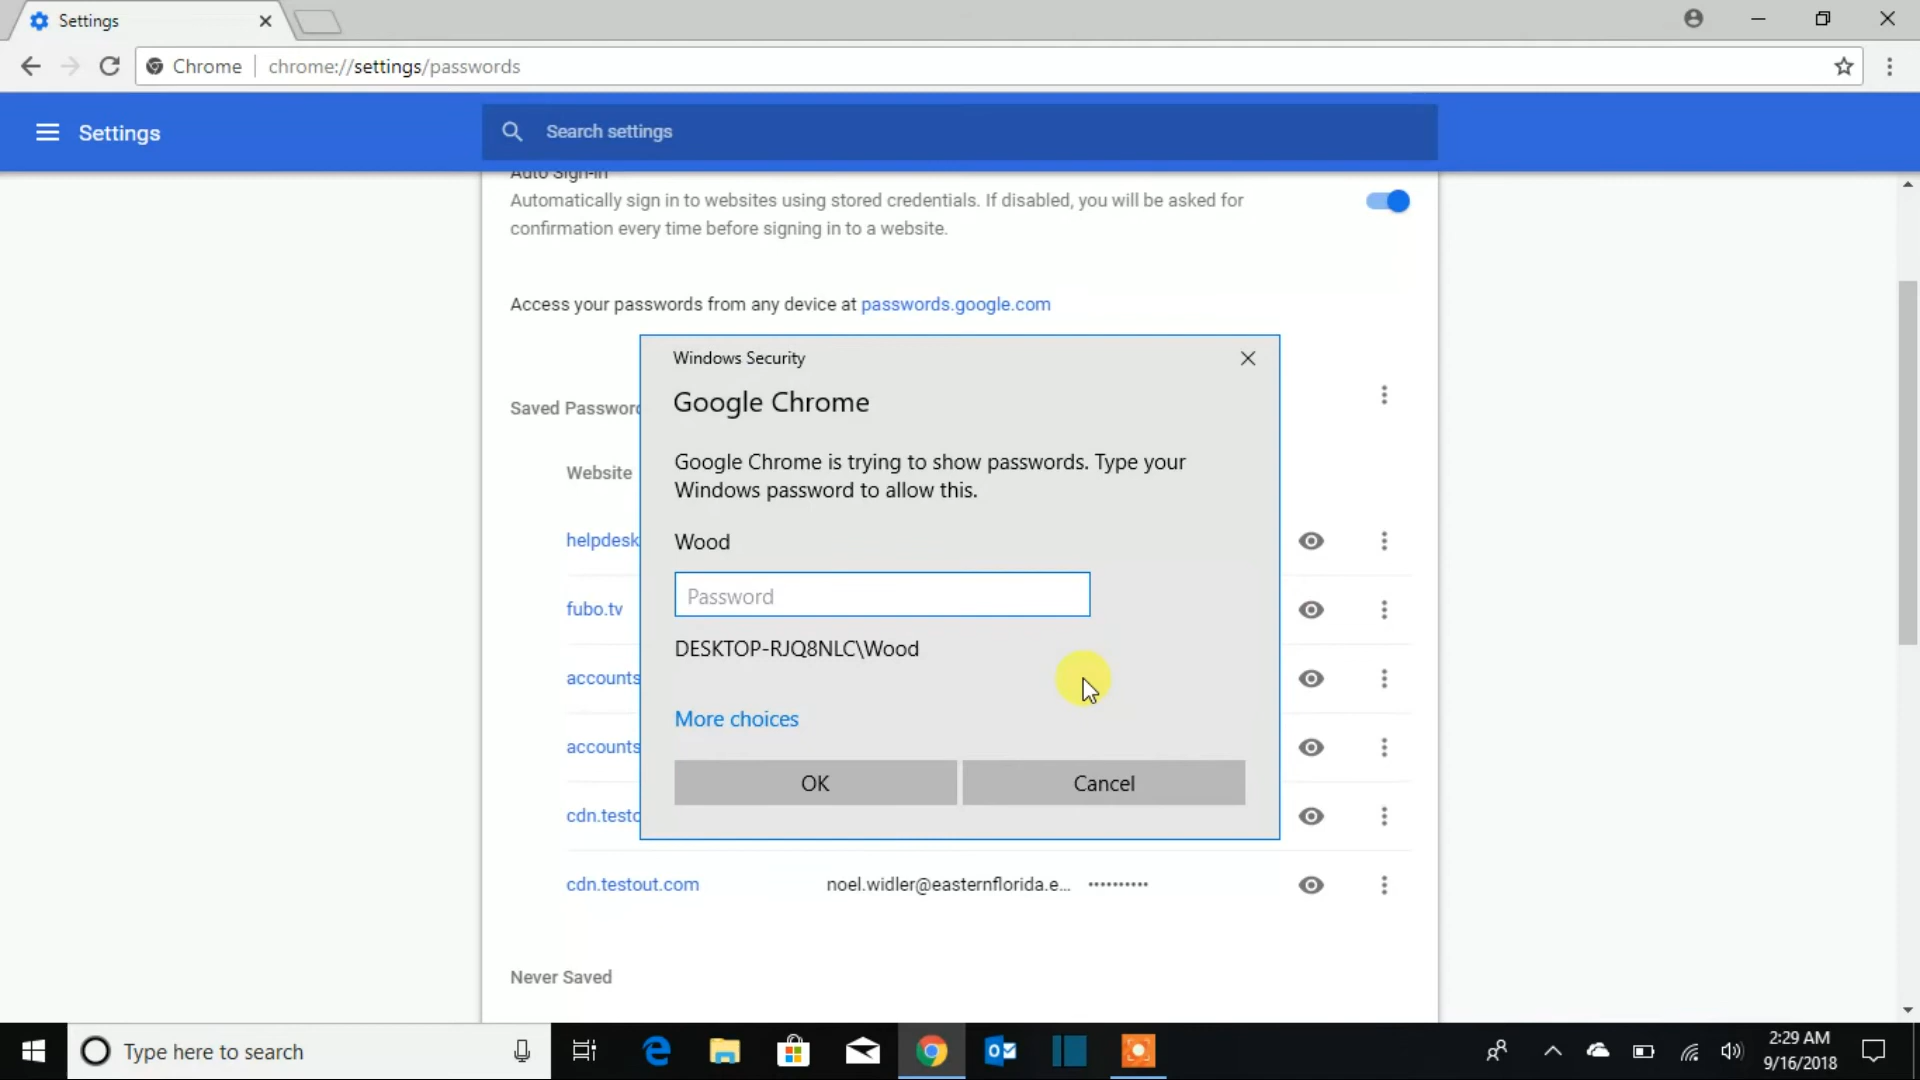 Settings
Chrome
chrome://settings/passwords
Settings
Search settings
Auto Sign-in
Automatically sign in to websites using stored credentials. If disabled, you will be asked for
confirmation every time before signing in to a website.
Access your passwords from any device at passwords.google.com
Windows Security
Google Chrome
Google Chrome is trying to show passwords. Type your
Windows password to allow this.
Wood
Password
DESKTOP-RJQ8NLC\Wood
More choices
OK
Cancel
Saved Password
Website
helpdesk
fubo.tv
accounts
accounts
cdn.testo
cdn.testout.com
noel.widler@easternflorida.e... ••••••••••
Never Saved
Type here to search
2:29 AM
9/16/2018